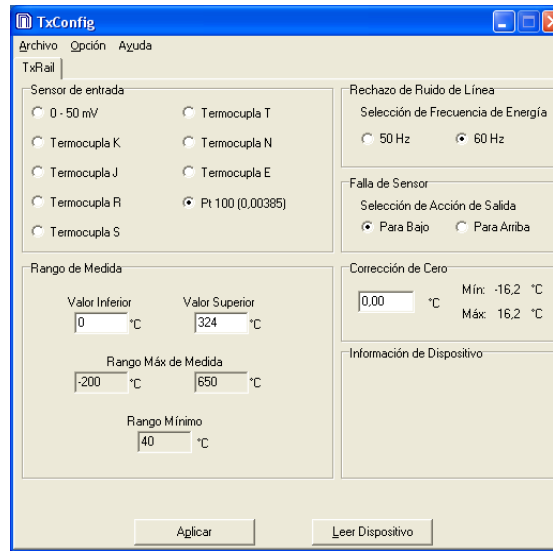 TxConfig
Archivo Opción Ayuda
TxRail
Sensor de entrada
0 - 50 mV
Termocupla K
Termocupla J
Termocupla R
Termocupla S
Termocupla T
Termocupla N
Termocupla E
Pt 100 (0,00385)
Rechazo de Ruido de Línea
Selección de Frecuencia de Energía
50 Hz 60 Hz
Falla de Sensor
Selección de Acción de Salida
Para Bajo Para Arriba
Rango de Medida
Valor Inferior Valor Superior
0 °C 324 °C
Rango Máx de Medida
-200 °C 650 °C
Rango Mínimo
40 °C
Corrección de Cero
0,00 °C
Mín: -16,2 °C
Máx: 16,2 °C
Información de Dispositivo
Aplicar Leer Dispositivo